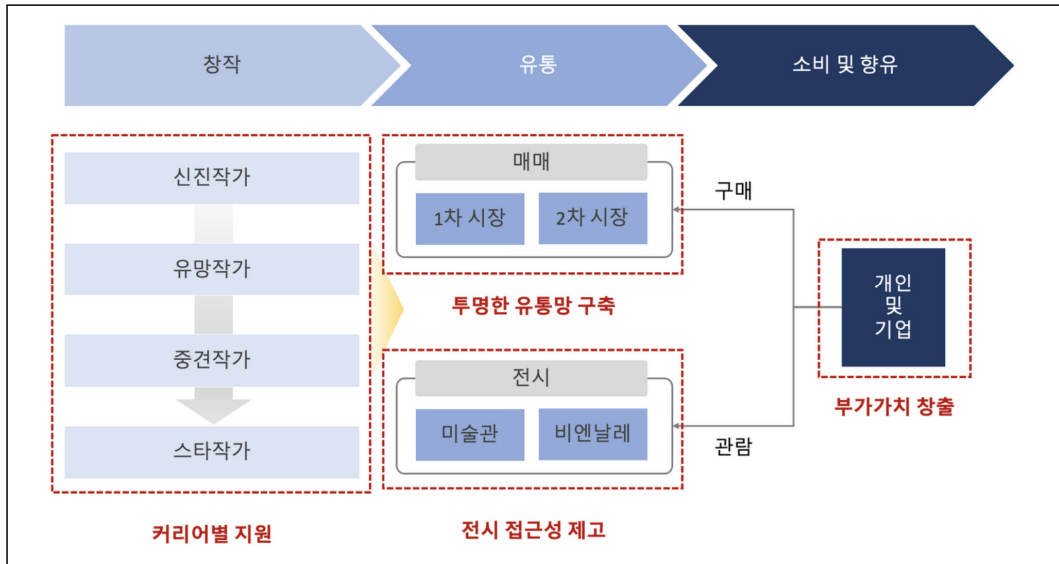 창작
유통
소비 및 향유
신진작가
유망작가
중견작가
스타작가
커리어별 지원
매매
1차 시장
2차 시장
투명한 유통망 구축
전시
미술관
비엔날레
전시 접근성 제고
구매
관람
개인
및
기업
부가가치 창출